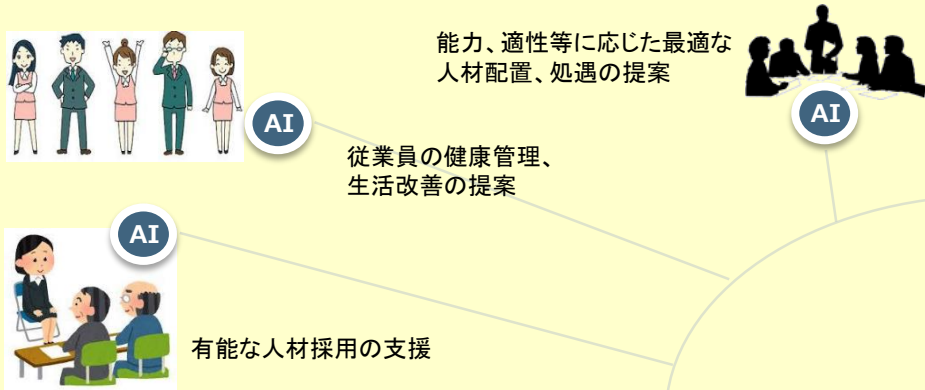 能力、適性等に応じた最適な
人材配置、処遇の提案
AI
AI
従業員の健康管理、
生活改善の提案
AI
有能な人材採用の支援